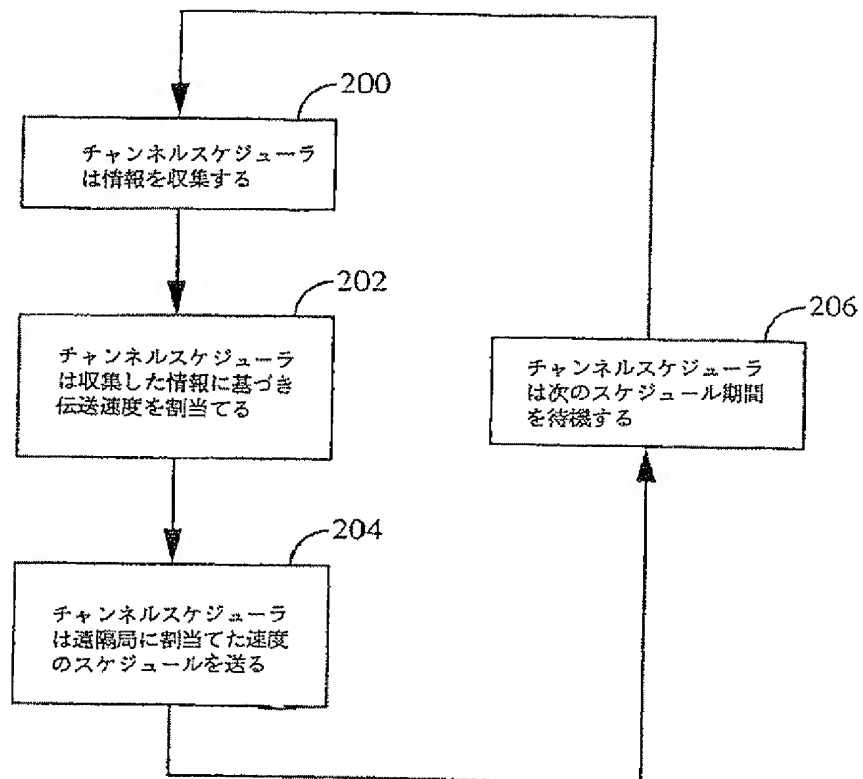 200
チャンネルスケジューラ
は情報を収集する
202
チャンネルスケジューラ
は収集した情報に基づき
伝送速度を割当てる
204
チャンネルスケジューラ
は遠隔局に割当てた速度
のスケジュールを送る
206
チャンネルスケジューラ
は次のスケジュール期間
を待機する